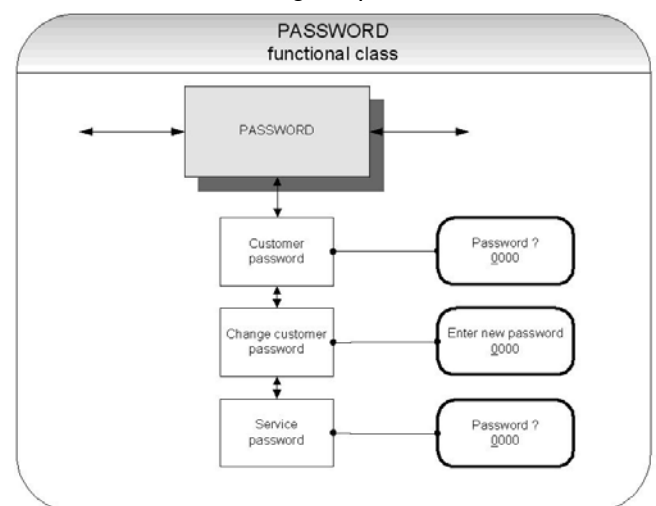 PASSWORD
functional class
PASSWORD
Customer
password
Password ?
0000
Change customer
password
Enter new password
0000
Service
password
Password ?
0000